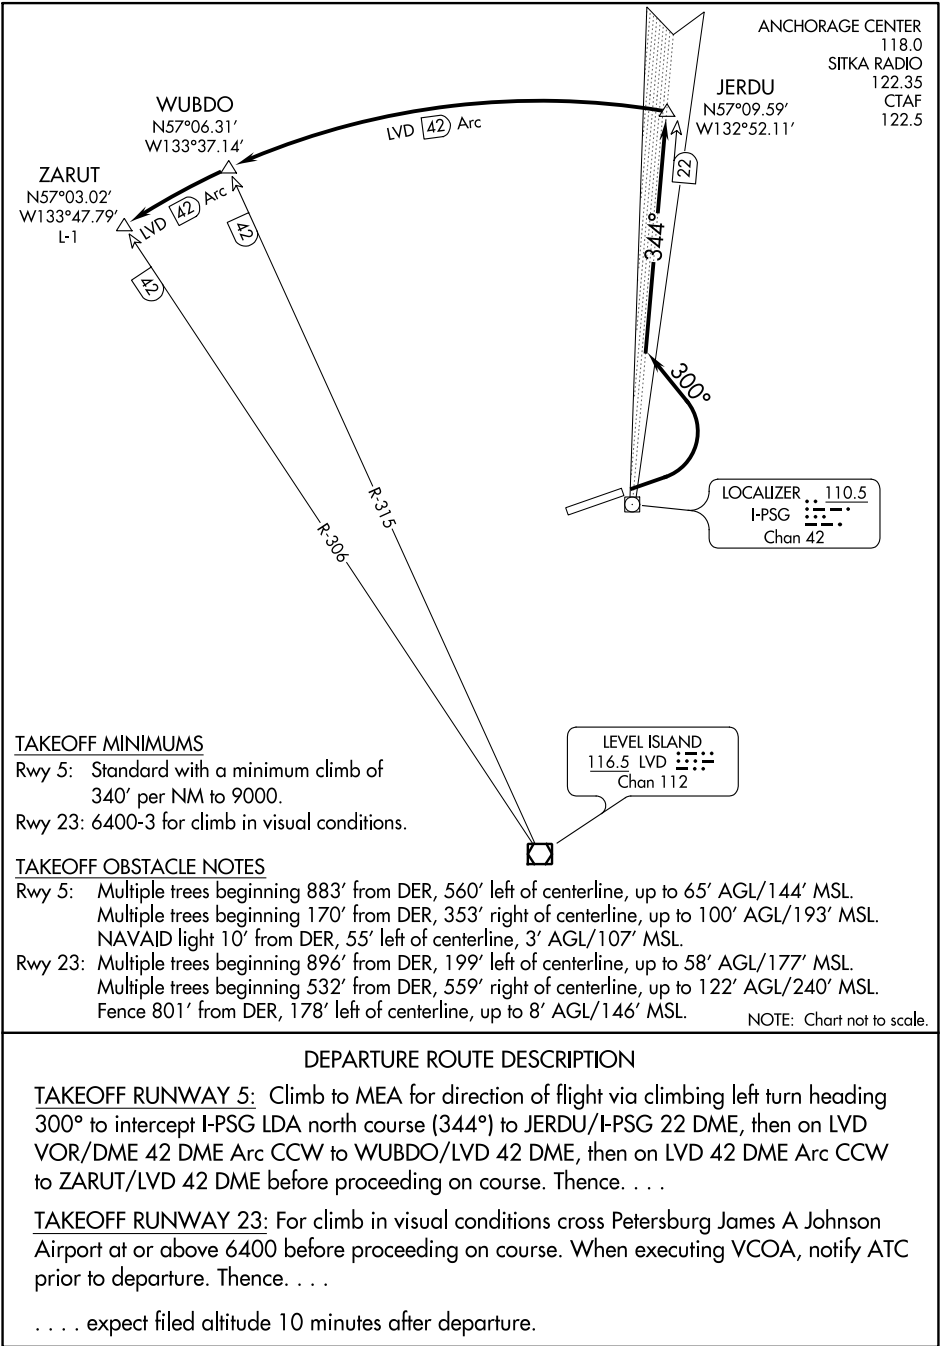 ANCHORAGE CENTER
118.0
SITKA RADIO
122.35
CTAF
122.5
JERDU
N57°09.59'
W132°52.11'
WUBDO
N57°06.31'
W133°37.14'
LVD 42 Arc
ZARUT
N57°03.02'
W133°47.79'
L-1
LVD 42 Arc
22
42
42
344°
300°
R-315
R-306
LOCALIZER 110.5
I-PSG
Chan 42
LEVEL ISLAND
116.5 LVD
Chan 112
TAKEOFF MINIMUMS
Rwy 5: Standard with a minimum climb of
340' per NM to 9000.
Rwy 23: 6400-3 for climb in visual conditions.
TAKEOFF OBSTACLE NOTES
Rwy 5: Multiple trees beginning 883' from DER, 560' left of centerline, up to 65' AGL/144' MSL.
Multiple trees beginning 170' from DER, 353' right of centerline, up to 100' AGL/193' MSL.
NAVAID light 10' from DER, 55' left of centerline, 3' AGL/107' MSL.
Rwy 23: Multiple trees beginning 896' from DER, 199' left of centerline, up to 58' AGL/177' MSL.
Multiple trees beginning 532' from DER, 559' right of centerline, up to 122' AGL/240' MSL.
Fence 801' from DER, 178' left of centerline, up to 8' AGL/146' MSL.
NOTE: Chart not to scale.
DEPARTURE ROUTE DESCRIPTION
TAKEOFF RUNWAY 5: Climb to MEA for direction of flight via climbing left turn heading
300° to intercept I-PSG LDA north course (344°) to JERDU/I-PSG 22 DME, then on LVD
VOR/DME 42 DME Arc CCW to WUBDO/LVD 42 DME, then on LVD 42 DME Arc CCW
to ZARUT/LVD 42 DME before proceeding on course. Thence. . . .
TAKEOFF RUNWAY 23: For climb in visual conditions cross Petersburg James A Johnson
Airport at or above 6400 before proceeding on course. When executing VCOA, notify ATC
prior to departure. Thence. . . .
. . . . expect filed altitude 10 minutes after departure.